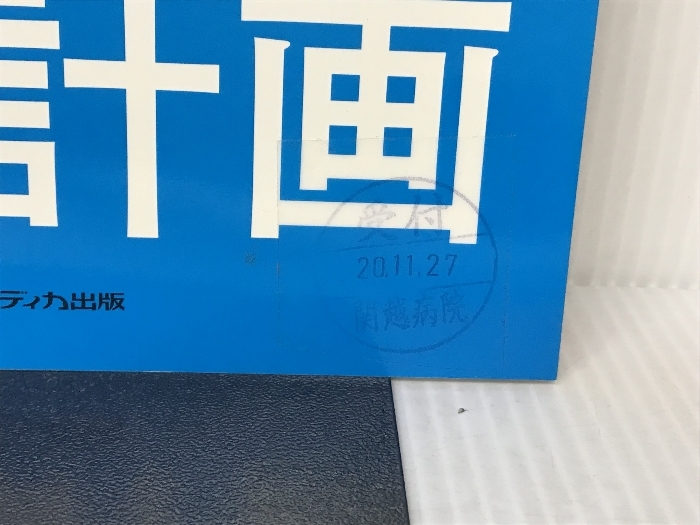 計画
受付
20.11.27
関越病院
ディカ出版